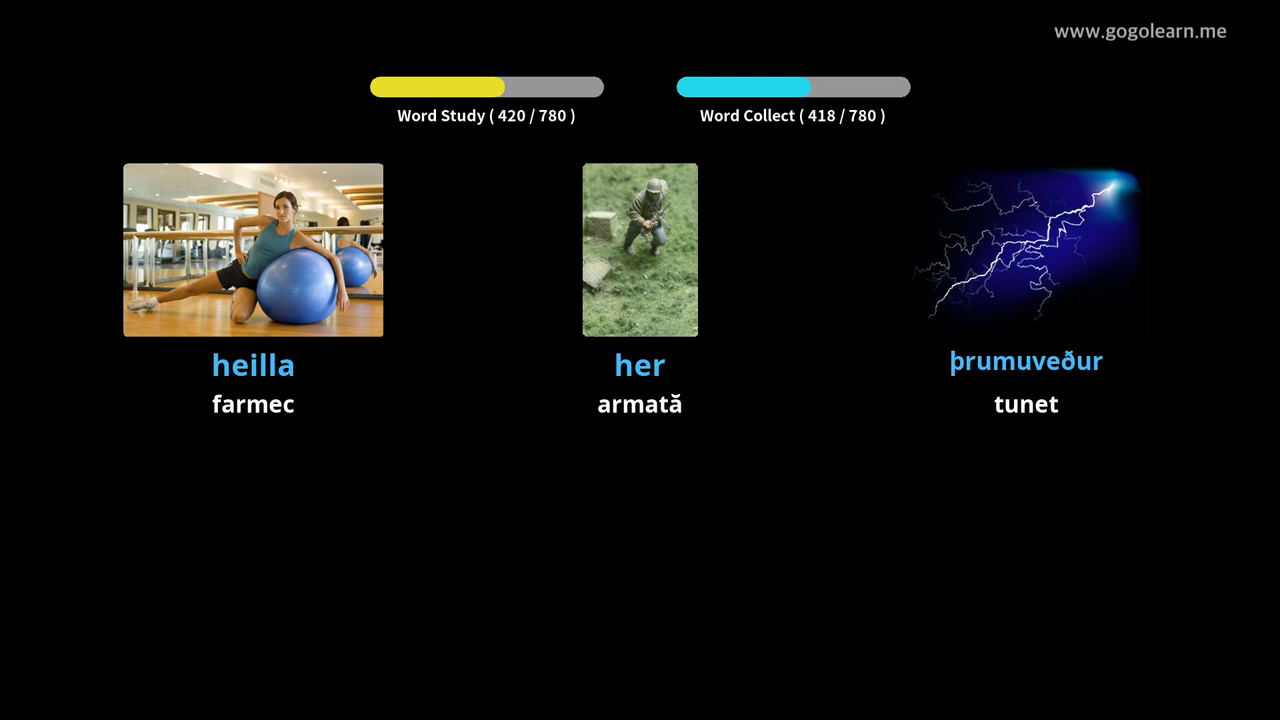 www.gogolearn.me
Word Study ( 420 / 780 )
Word Collect ( 418 / 780 )
heilla
her
þrumuveður
farmec
armată
tunet